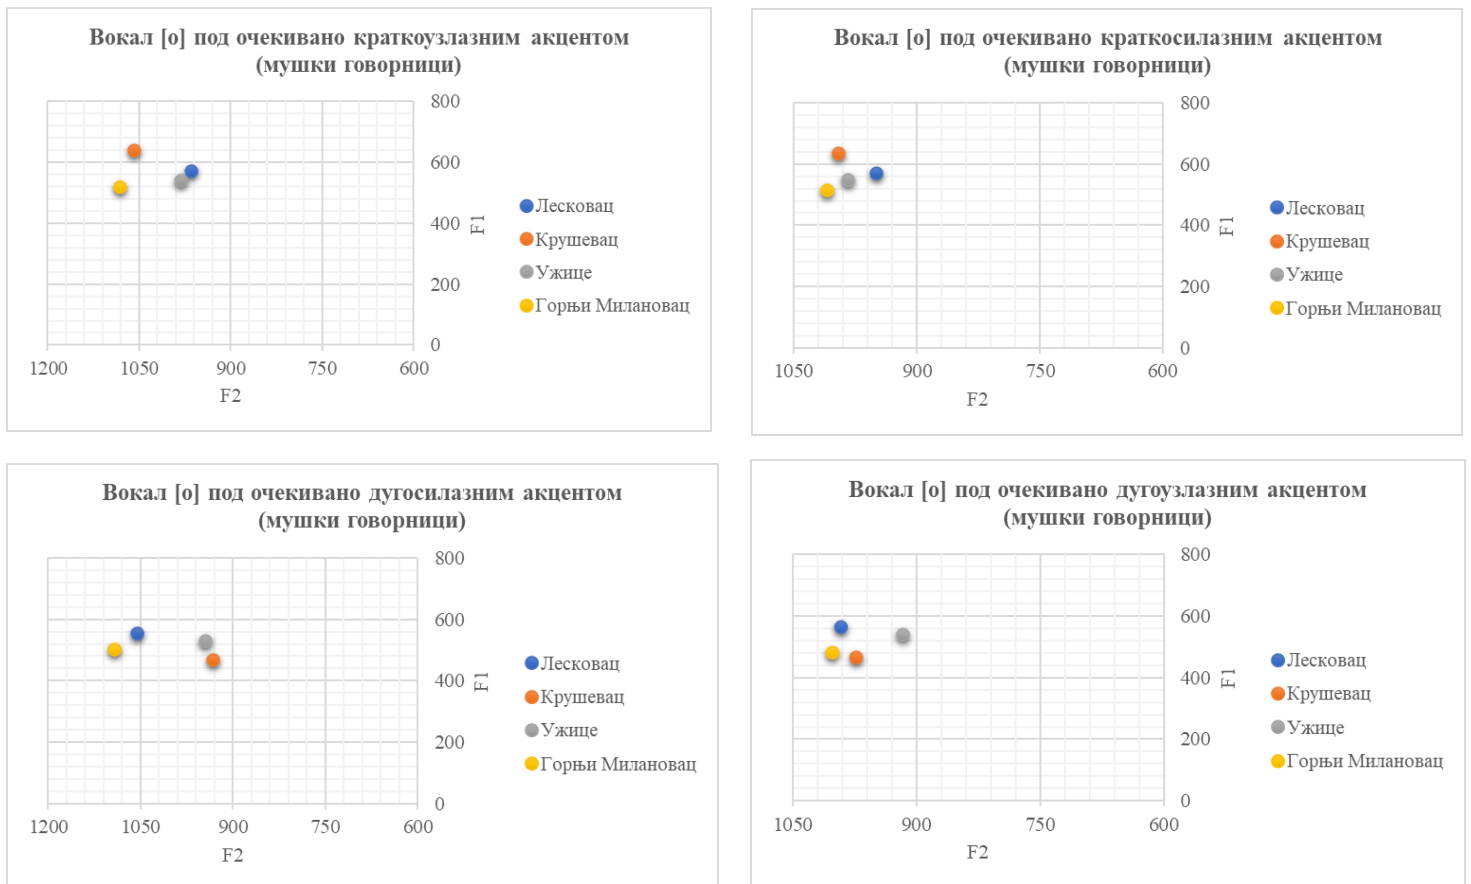 Вокал [о] под очекивано краткоузлазним акцентом
(мушки говорници)
800
600
400
200
0
F1
1200 1050 900 750 600
F2
Лесковац
Крушевац
Ужице
Горњи Милановац
Вокал [о] под очекивано краткосилазним акцентом
(мушки говорници)
800
600
400
200
0
F1
1050 900 750 600
F2
Лесковац
Крушевац
Ужице
Горњи Милановац
Вокал [о] под очекивано дугосилазним акцентом
(мушки говорници)
800
600
400
200
0
F1
1200 1050 900 750 600
F2
Лесковац
Крушевац
Ужице
Горњи Милановац
Вокал [о] под очекивано дугоузлазним акцентом
(мушки говорници)
800
600
400
200
0
F1
1050 900 750 600
F2
Лесковац
Крушевац
Ужице
Горњи Милановац